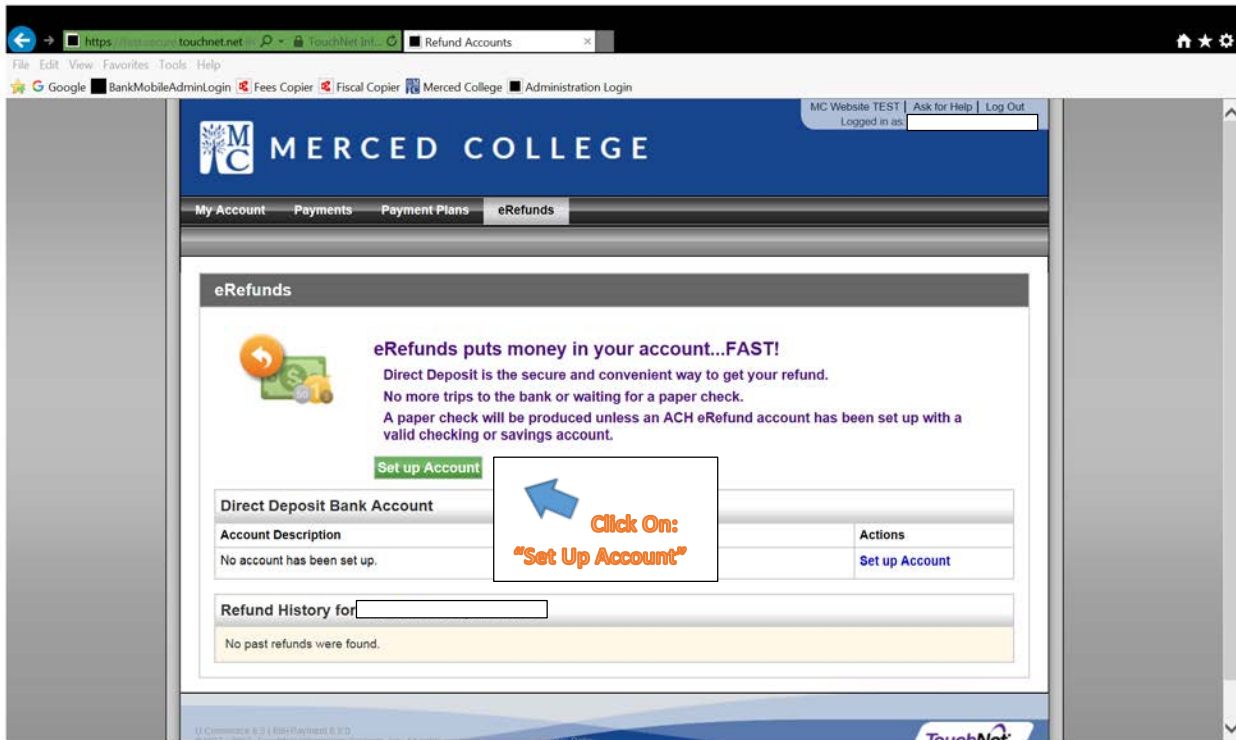 https touchnet.net TouchNet Int... Refund Accounts
File Edit View Favorites Tools Help
Google BankMobileAdminLogin Fees Copier Fiscal Copier Merced College Administration Login
MC Website TEST | Ask for Help | Log Out
Logged in as:
MC MERCED COLLEGE
My Account Payments Payment Plans eRefunds
eRefunds
eRefunds puts money in your account...FAST!
Direct Deposit is the secure and convenient way to get your refund.
No more trips to the bank or waiting for a paper check.
A paper check will be produced unless an ACH eRefund account has been set up with a
valid checking or savings account.
Set up Account
Click On:
“Set Up Account”
Direct Deposit Bank Account
Account Description Actions
No account has been set up. Set up Account
Refund History for
No past refunds were found.
TouchNet